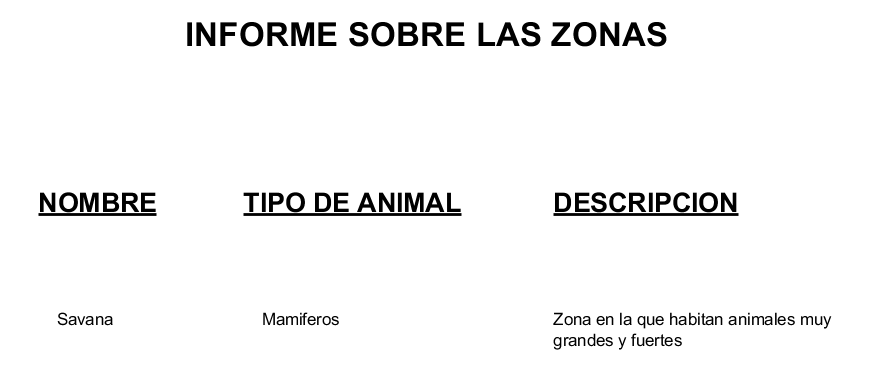 INFORME SOBRE LAS ZONAS
NOMBRE TIPO DE ANIMAL DESCRIPCION
Savana Mamiferos Zona en la que habitan animales muy
grandes y fuertes